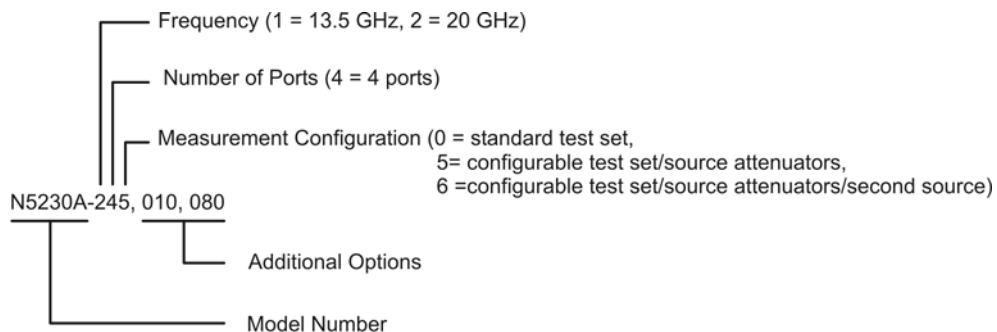 Frequency (1 = 13.5 GHz, 2 = 20 GHz)
Number of Ports (4 = 4 ports)
Measurement Configuration (0 = standard test set,
5= configurable test set/source attenuators,
6 =configurable test set/source attenuators/second source)
N5230A-245, 010, 080
Additional Options
Model Number